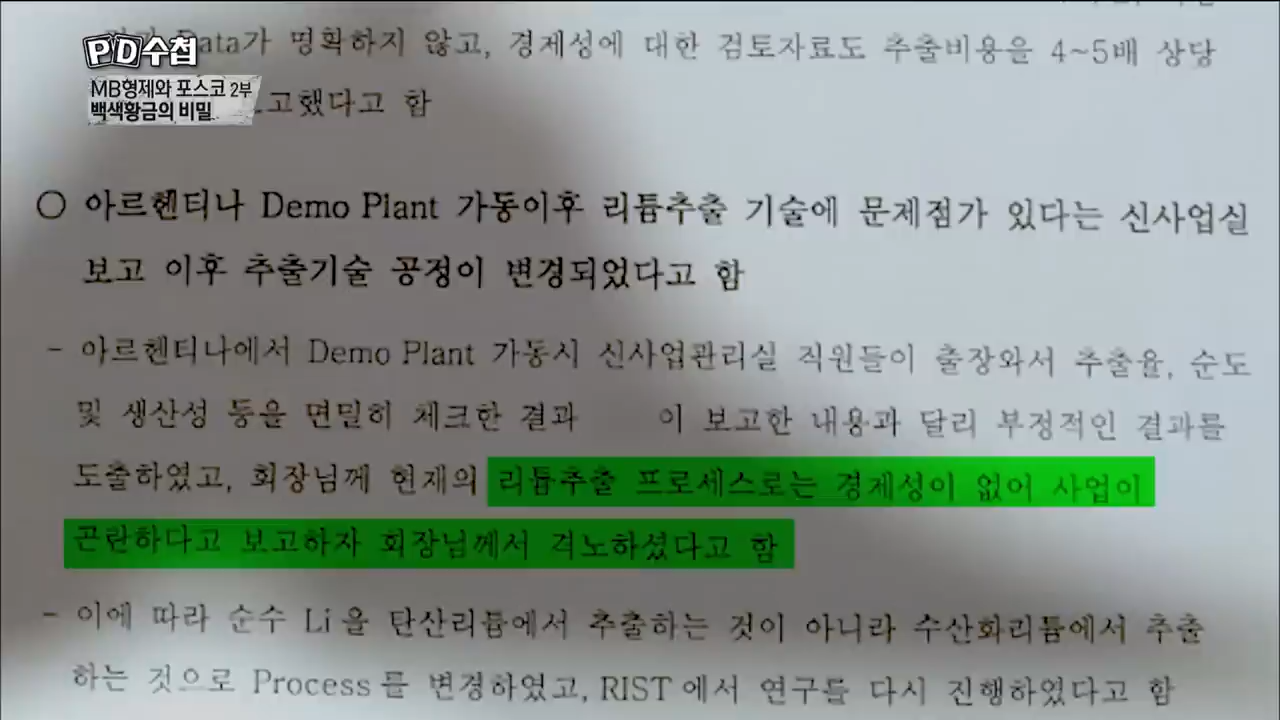 PD수첩
MB형제와 포스코 2부
백색황금의 비밀
Data가 명확하지 않고, 경제성에 대한 검토자료도 추출비용을 4~5배 상당
보고했다고 함
○ 아르헨티나 Demo Plant 가동이후 리튬추출 기술에 문제점가 있다는 신사업실
보고 이후 추출기술 공정이 변경되었다고 함
- 아르헨티나에서 Demo Plant 가동시 신사업관리실 직원들이 출장와서 추출율, 순도
및 생산성 등을 면밀히 체크한 결과 이 보고한 내용과 달리 부정적인 결과를
도출하였고, 회장님께 현재의 리튬추출 프로세스로는 경제성이 없어 사업이
곤란하다고 보고하자 회장님께서 격노하셨다고 함
- 이에 따라 순수 Li을 탄산리튬에서 추출하는 것이 아니라 수산화리튬에서 추출
하는 것으로 Process를 변경하였고, RIST에서 연구를 다시 진행하였다고 함